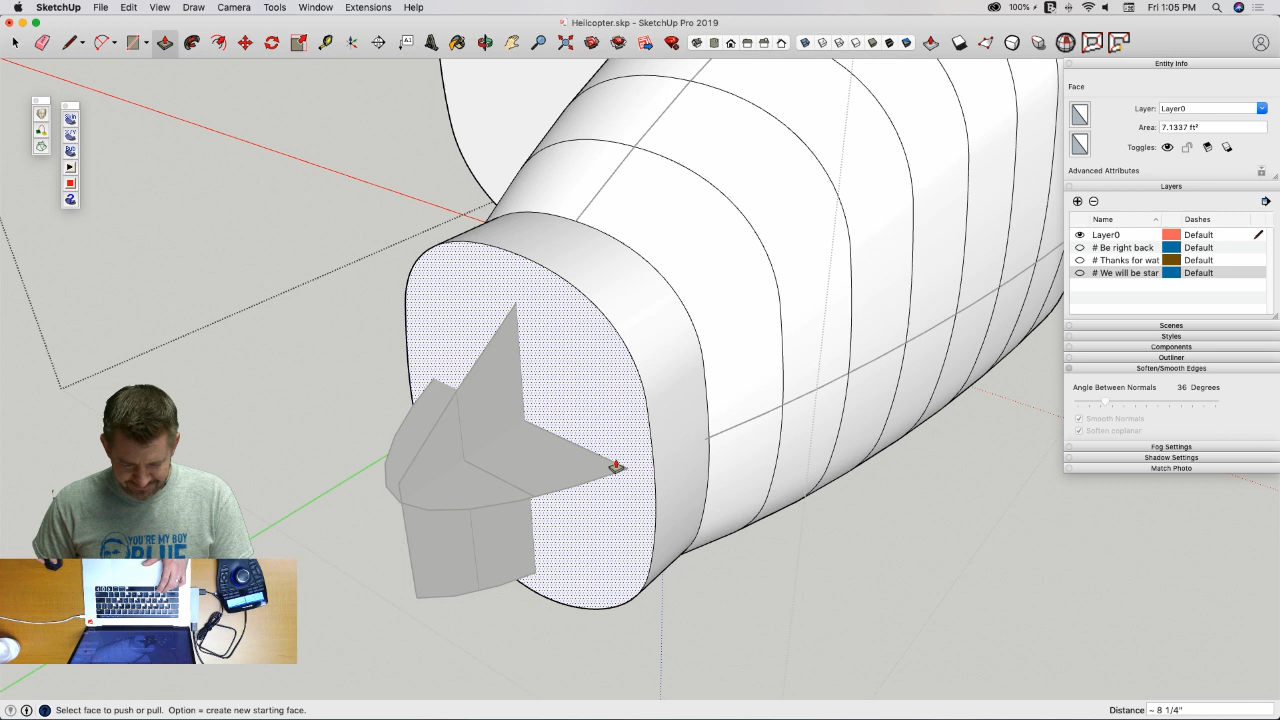 SketchUp File Edit View Draw Camera Tools Window Extensions Help
100% Fri 1:05 PM
Helicopter.skp - SketchUp Pro 2019
Entity Info
Face
Layer: Layer0
Area: 7.1337 ft²
Toggles:
Advanced Attributes
Layers
Name Dashes
Layer0 Default
# Be right back Default
# Thanks for wat Default
# We will be star Default
Scenes
Styles
Components
Outliner
Soften/Smooth Edges
Angle Between Normals 36 Degrees
Smooth Normals
Soften coplanar
Fog Settings
Shadow Settings
Match Photo
YOU'RE MY BOY
BLUE
Select face to push or pull. Option = create new starting face.
Distance ~ 8 1/4"